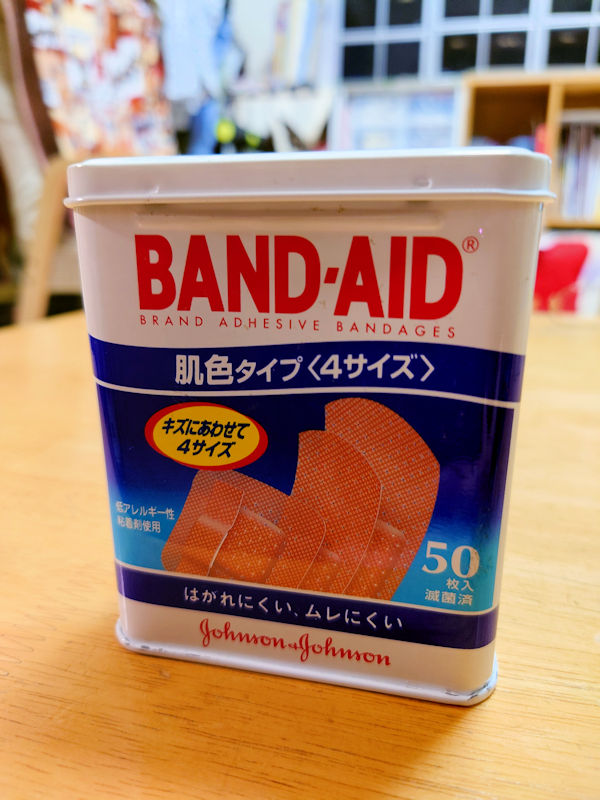 BAND-AID®
BRAND ADHESIVE BANDAGES
肌色タイプ〈4サイズ〉
キズにあわせて
4サイズ
低アレルギー性
粘着剤使用
50
枚入
滅菌済
はがれにくい、ムレにくい
Johnson & Johnson